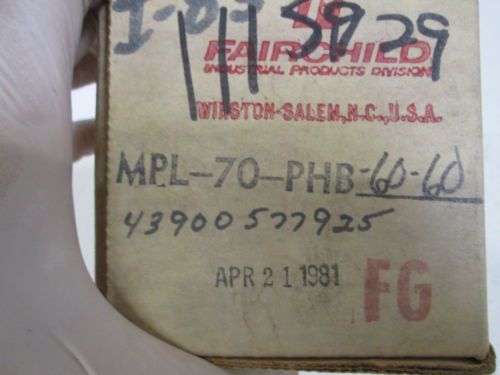 5929
FAIRCHILD
INDUSTRIAL PRODUCTS DIVISION
WINSTON-SALEM, N.C., U.S.A.
MPL-70-PHB-60-60
43900577925
APR 21 1981
FG